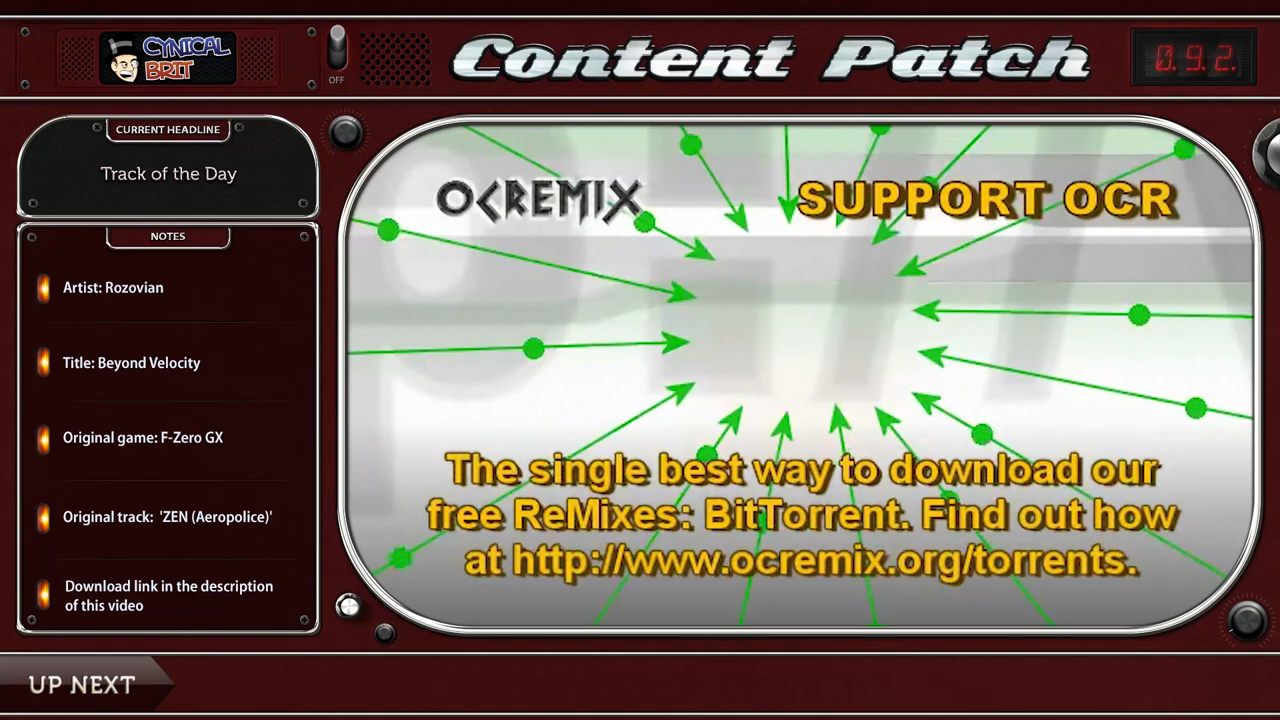 CYNICAL
BRIT
OFF
Content Patch
0.9.2.
CURRENT HEADLINE
Track of the Day
NOTES
Artist: Rozovian
Title: Beyond Velocity
Original game: F-Zero GX
Original track:  'ZEN (Aeropolice)'
Download link in the description
of this video
OCREMIX
SUPPORT OCR
The single best way to download our
free ReMixes: BitTorrent. Find out how
at http://www.ocremix.org/torrents.
UP NEXT